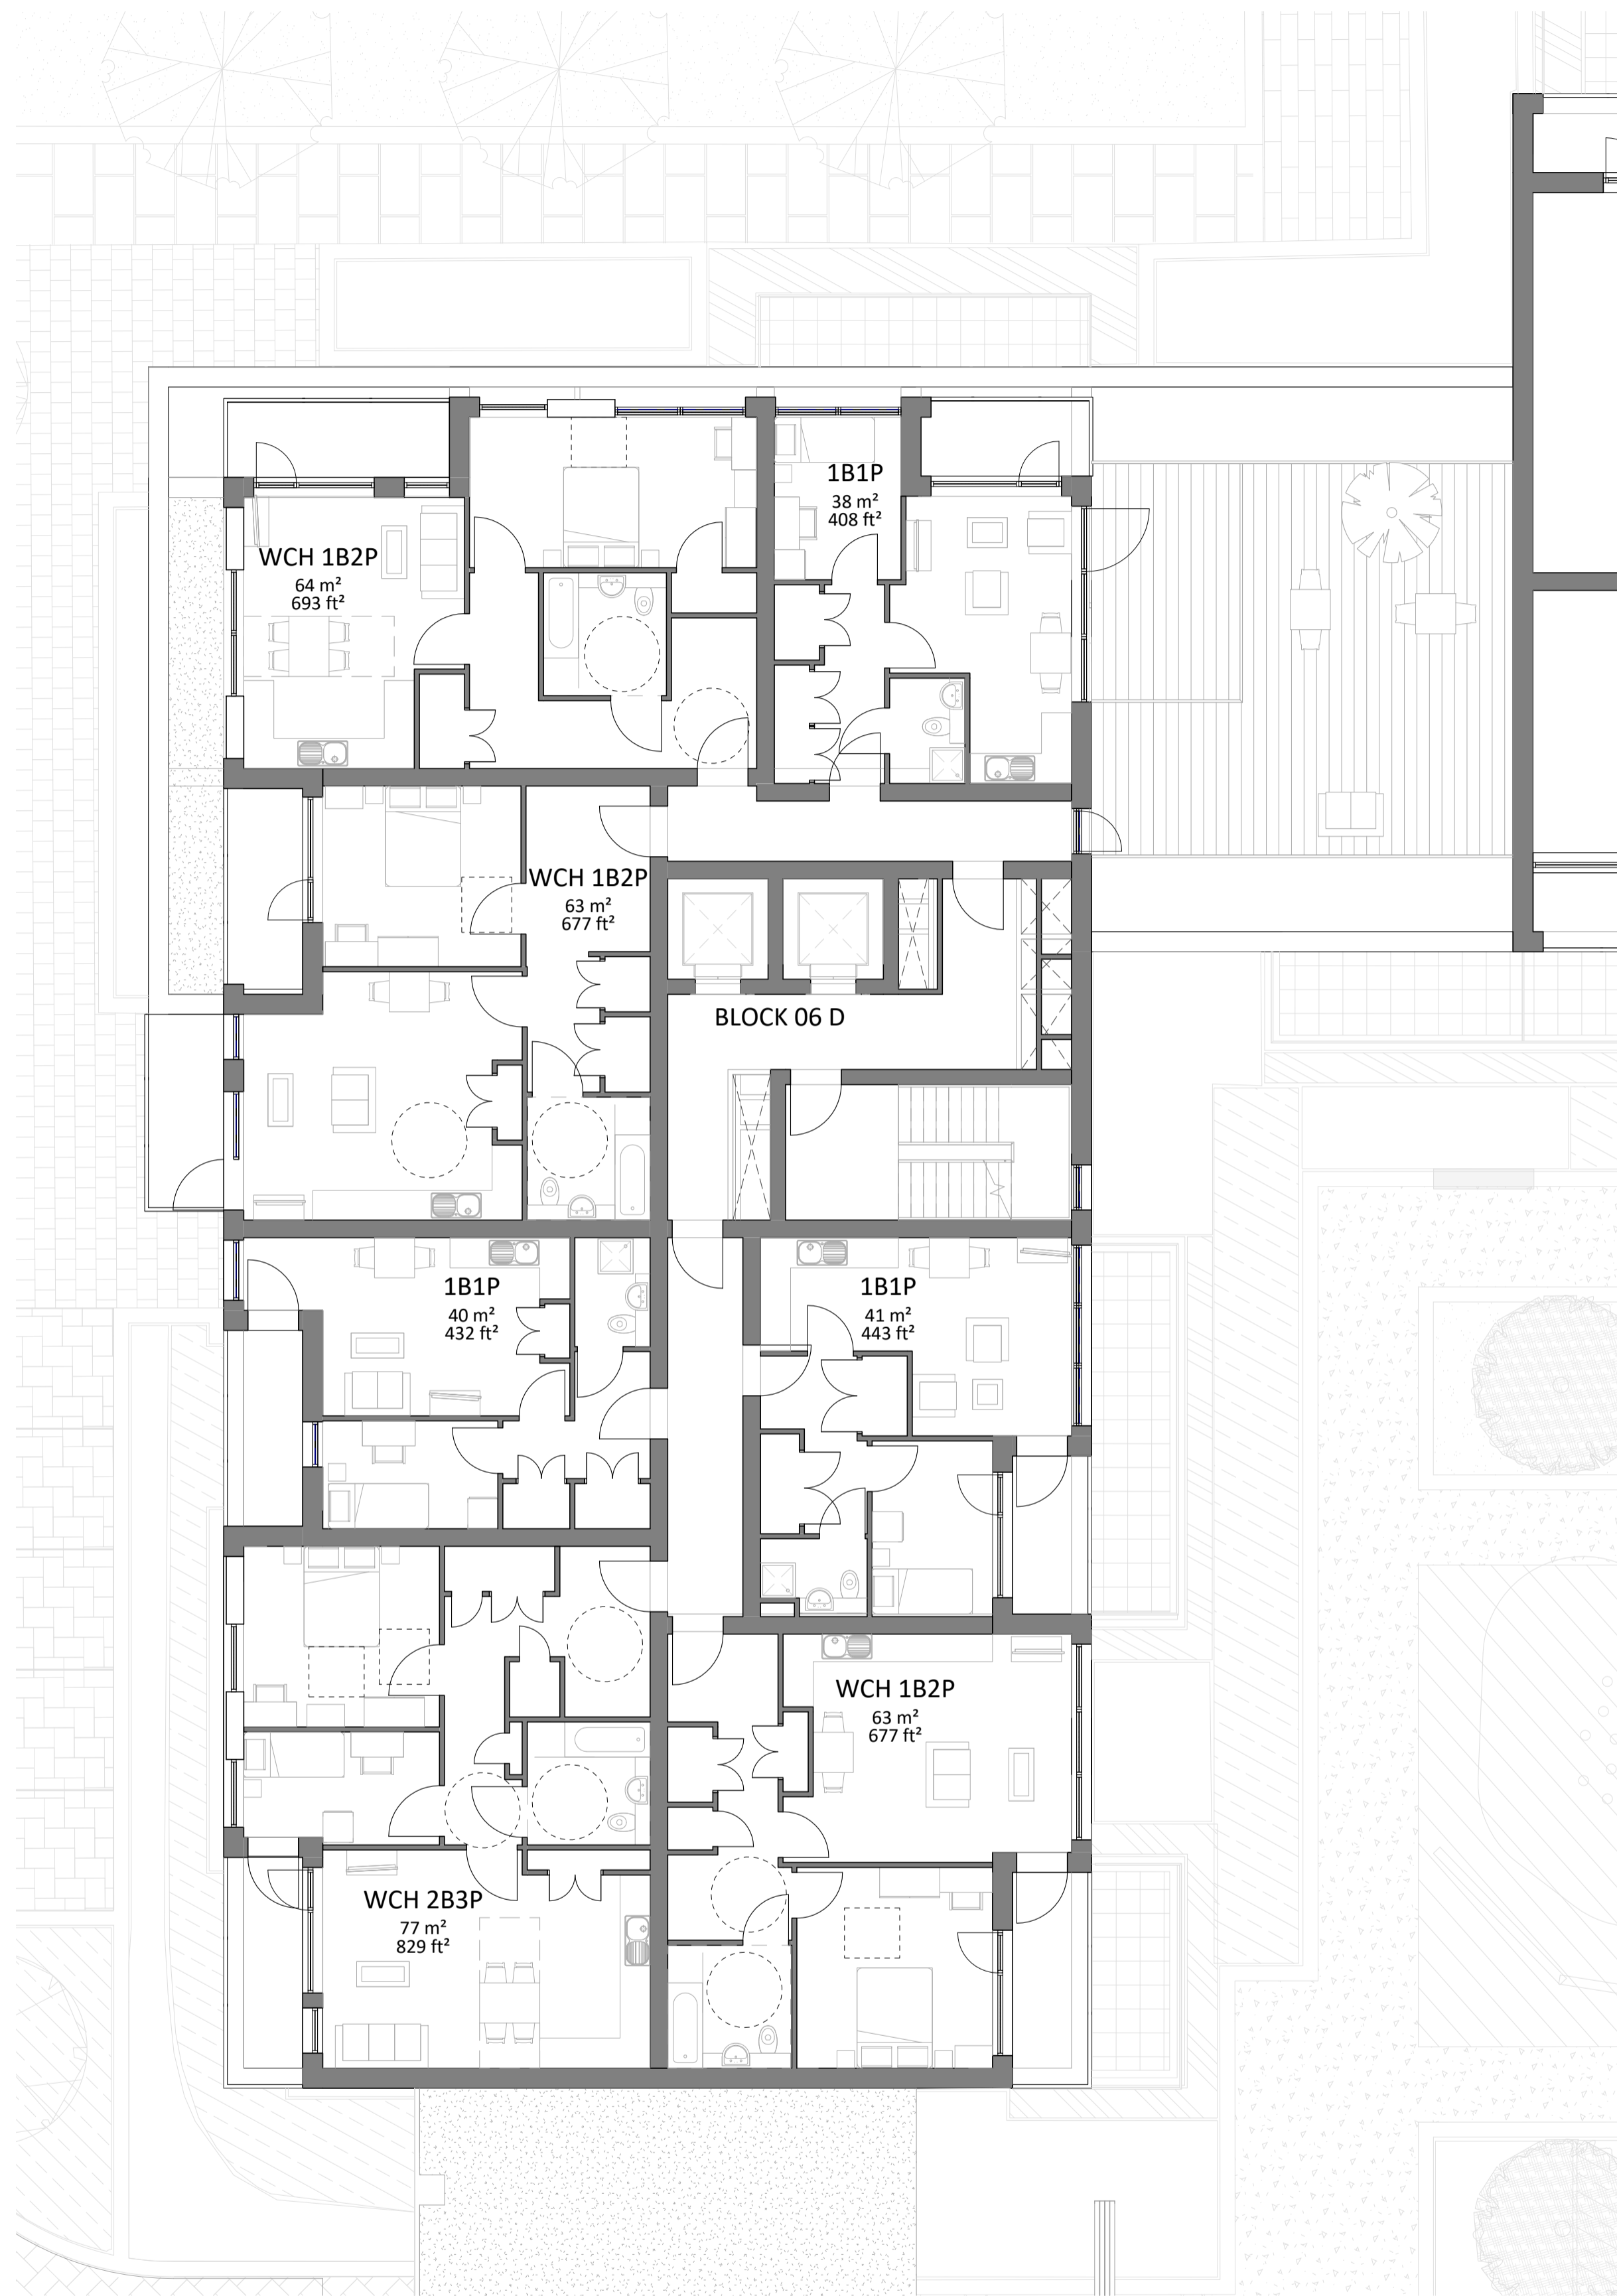 1B1P
38 m²
408 ft²
WCH 1B2P
64 m²
693 ft²
WCH 1B2P
63 m²
677 ft²
BLOCK 06 D
1B1P
40 m²
432 ft²
1B1P
41 m²
443 ft²
WCH 1B2P
63 m²
677 ft²
WCH 2B3P
77 m²
829 ft²